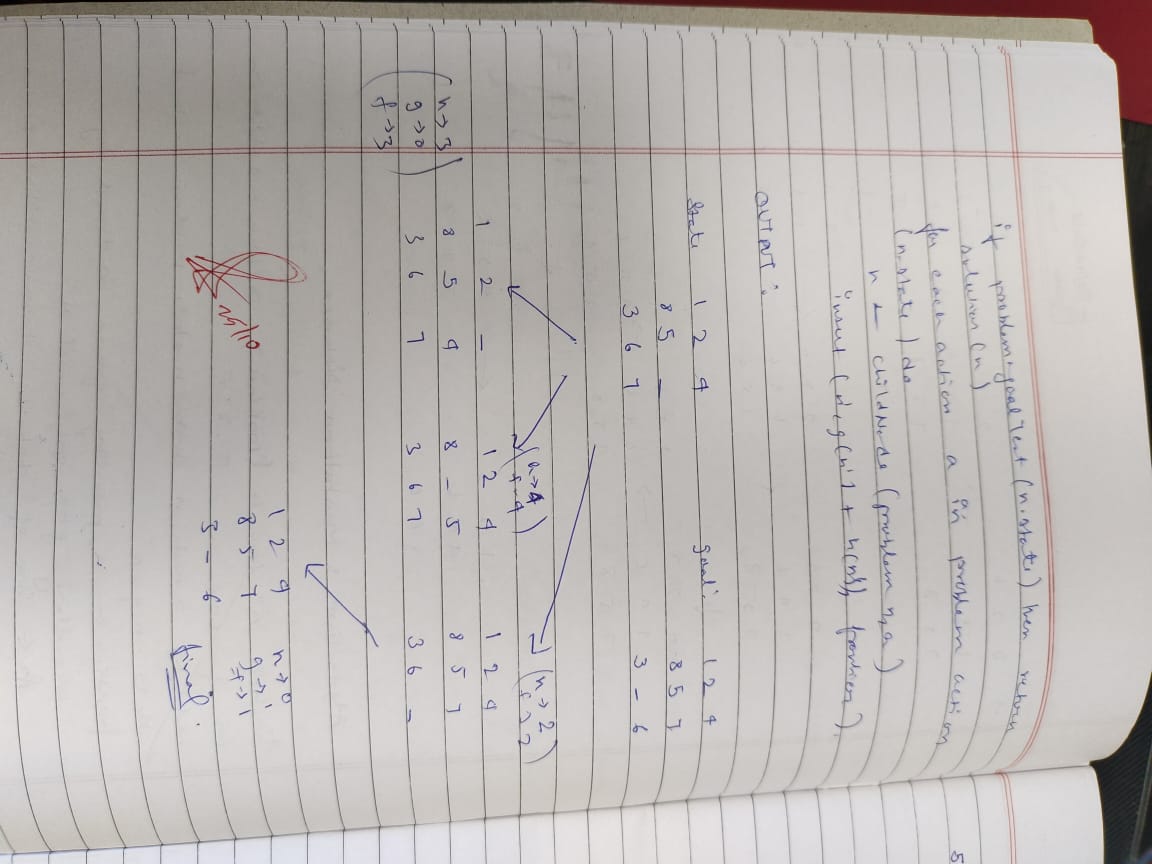 if problem.goalTest (n.state) then return
solution (n)
for each action a in problem action
(n.state) do
n ← childNode (problem n,a)
insert (n', g(n') + h(n'), frontier)
OUTPUT :
State 1 2 4 goal: 1 2 4
8 5 - 8 5 7
3 6 7 3 - 6
(h → 2
f → 2)
(h → 4
f → 4)
1 2 - 1 2 4 1 2 4
8 5 4 8 - 5 8 5 7
3 6 7 3 6 7 3 6 -
(h → 3
g → 0
f → 3)
1 2 4 h → 0
8 5 7 g → 1
3 - 6 f → 1
final.
5